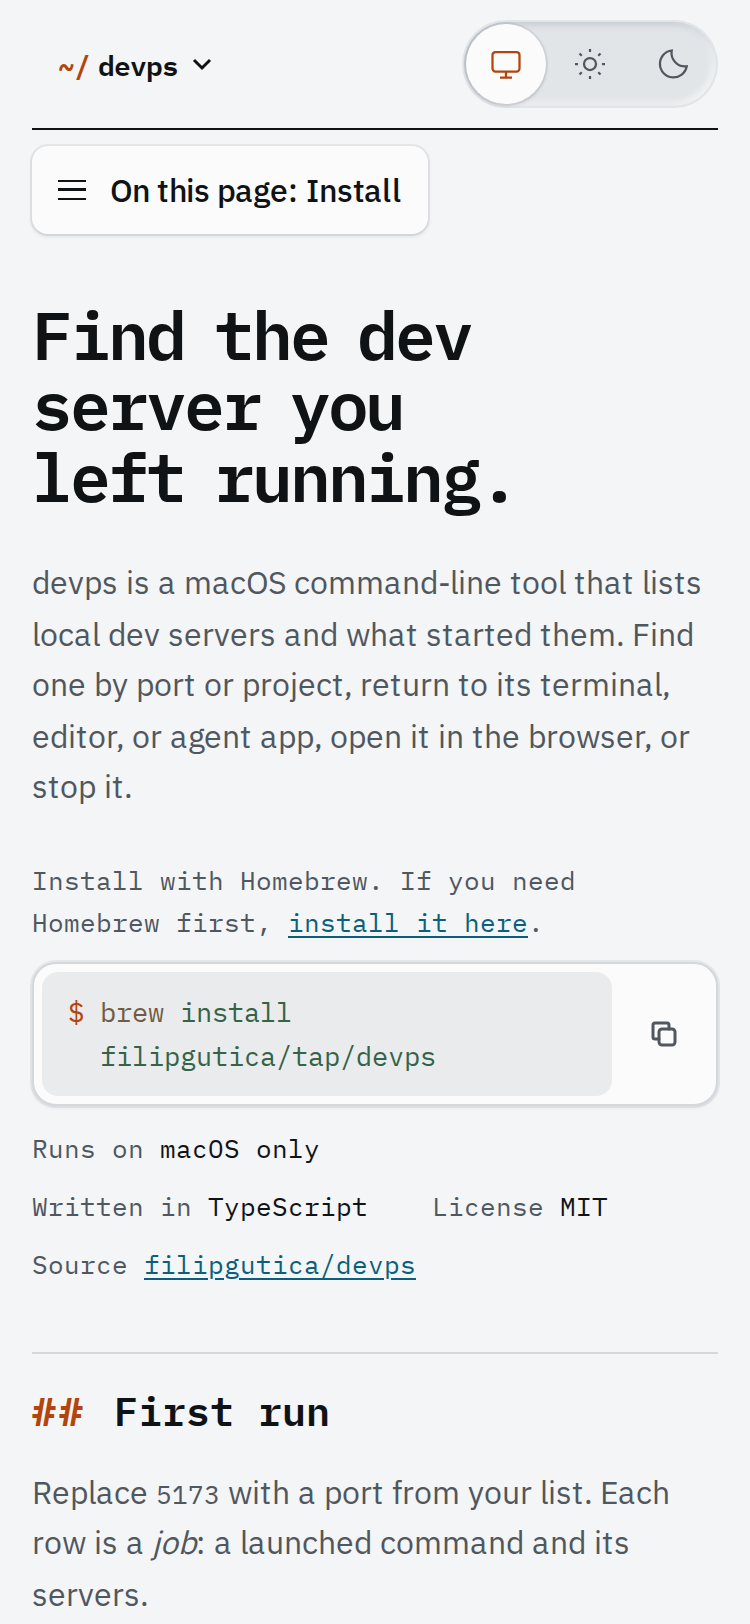 ~/ devps
On this page: Install
Find the dev
server you
left running.
devps is a macOS command-line tool that lists
local dev servers and what started them. Find
one by port or project, return to its terminal,
editor, or agent app, open it in the browser, or
stop it.
Install with Homebrew. If you need
Homebrew first, install it here.
$ brew install
filipgutica/tap/devps
Runs on macOS only
Written in TypeScript License MIT
Source filipgutica/devps
## First run
Replace 5173 with a port from your list. Each
row is a job: a launched command and its
servers.